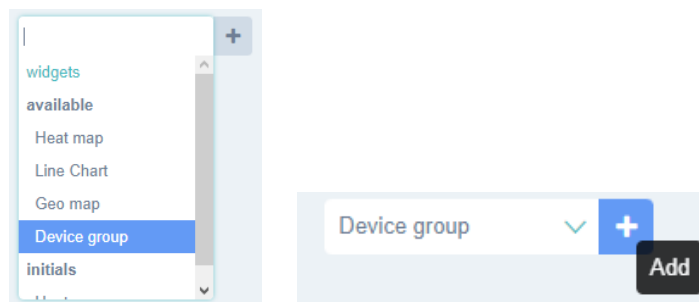 +
widgets
available
Heat map
Line Chart
Geo map
Device group
initials
Device group +
Add